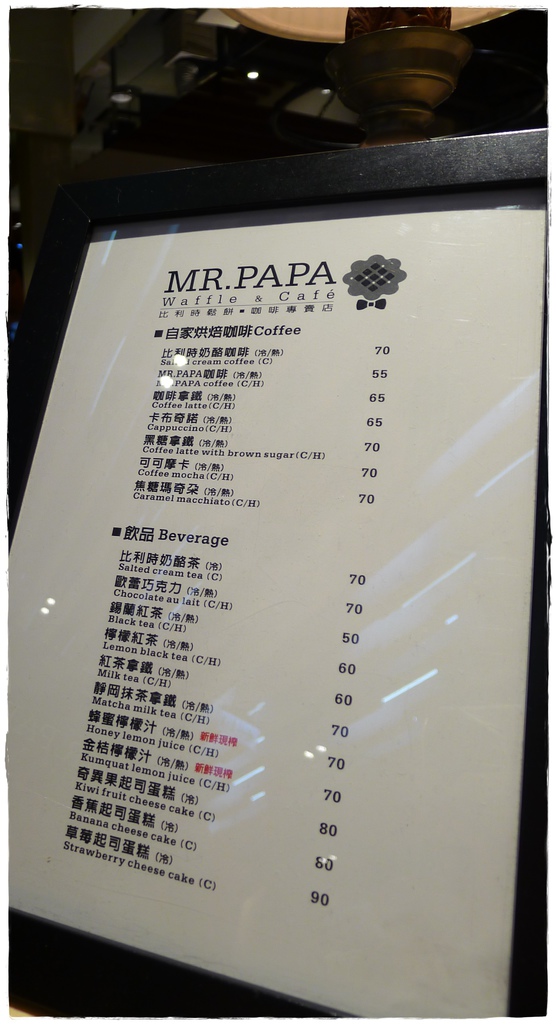 MR.PAPA
Waffle & Café
比利時鬆餅▪咖啡專賣店
■自家烘焙咖啡Coffee
比利時奶酪咖啡(冷/熱) 70
Salted cream coffee (C)
MR.PAPA咖啡(冷/熱) 55
MR.PAPA coffee (C/H)
咖啡拿鐵(冷/熱) 65
Coffee latte(C/H)
卡布奇諾(冷/熱) 65
Cappuccino(C/H)
黑糖拿鐵(冷/熱) 70
Coffee latte with brown sugar(C/H)
可可摩卡(冷/熱) 70
Coffee mocha(C/H)
焦糖瑪奇朵(冷/熱) 70
Caramel macchiato(C/H)
■飲品 Beverage
比利時奶酪茶(冷) 70
Salted cream tea (C)
歐蕾巧克力(冷/熱) 70
Chocolate au lait (C/H)
錫蘭紅茶(冷/熱) 50
Black tea (C/H)
檸檬紅茶(冷/熱) 60
Lemon black tea (C/H)
紅茶拿鐵(冷/熱) 60
Milk tea (C/H)
靜岡抹茶拿鐵(冷/熱) 70
Matcha milk tea (C/H)
蜂蜜檸檬汁(冷/熱) 新鮮現榨 70
Honey lemon juice (C/H)
金桔檸檬汁(冷/熱) 新鮮現榨 70
Kumquat lemon juice (C/H)
奇異果起司蛋糕(冷) 80
Kiwi fruit cheese cake (C)
香蕉起司蛋糕(冷) 80
Banana cheese cake (C)
草莓起司蛋糕(冷) 90
Strawberry cheese cake (C)